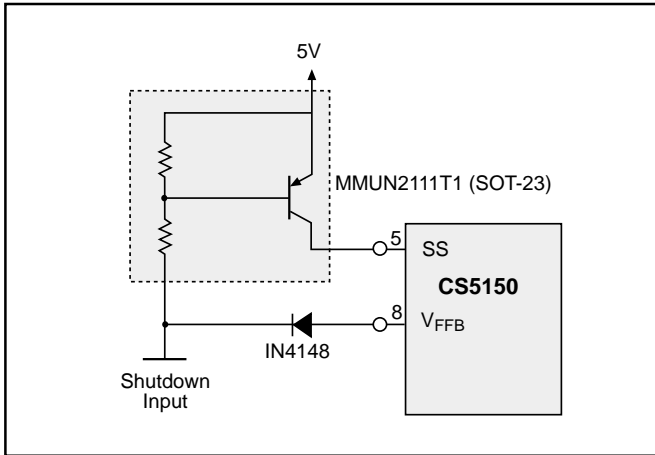 5V
MMUN2111T1 (SOT-23)
5
SS
CS5150
8
VFFB
IN4148
Shutdown
Input